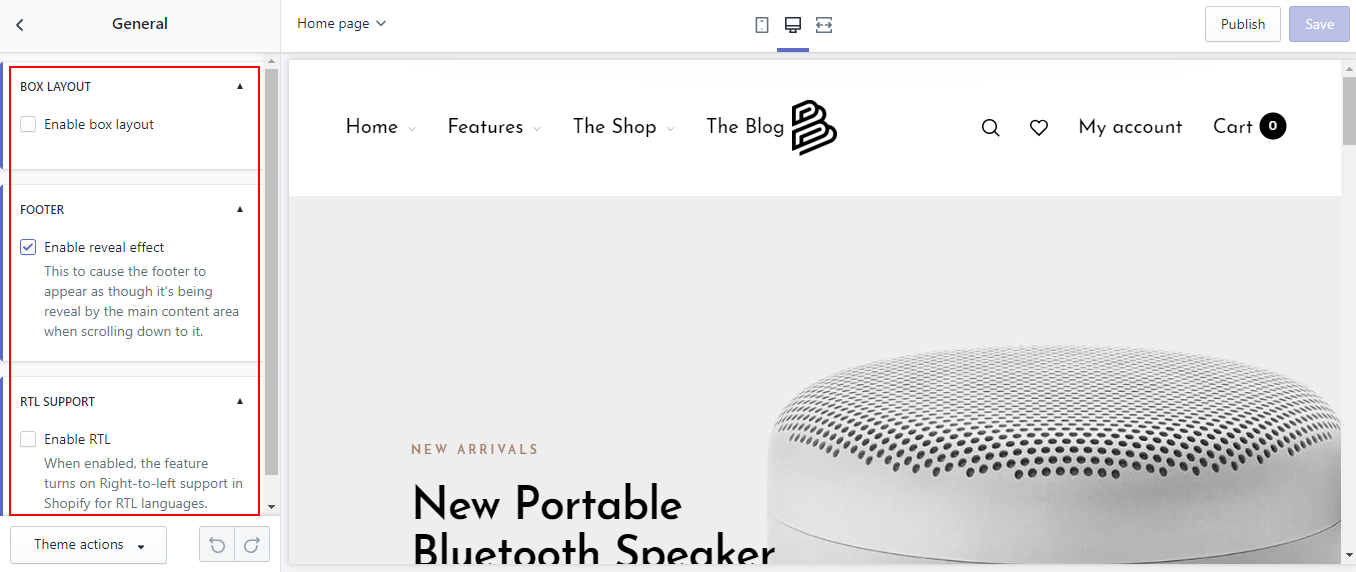 General
Home page
Publish
Save
BOX LAYOUT
Enable box layout
FOOTER
Enable reveal effect
This to cause the footer to
appear as though it's being
reveal by the main content area
when scrolling down to it.
RTL SUPPORT
Enable RTL
When enabled, the feature
turns on Right-to-left support in
Shopify for RTL languages.
Theme actions
Home
Features
The Shop
The Blog
My account
Cart 0
NEW ARRIVALS
New Portable
Bluetooth Speaker